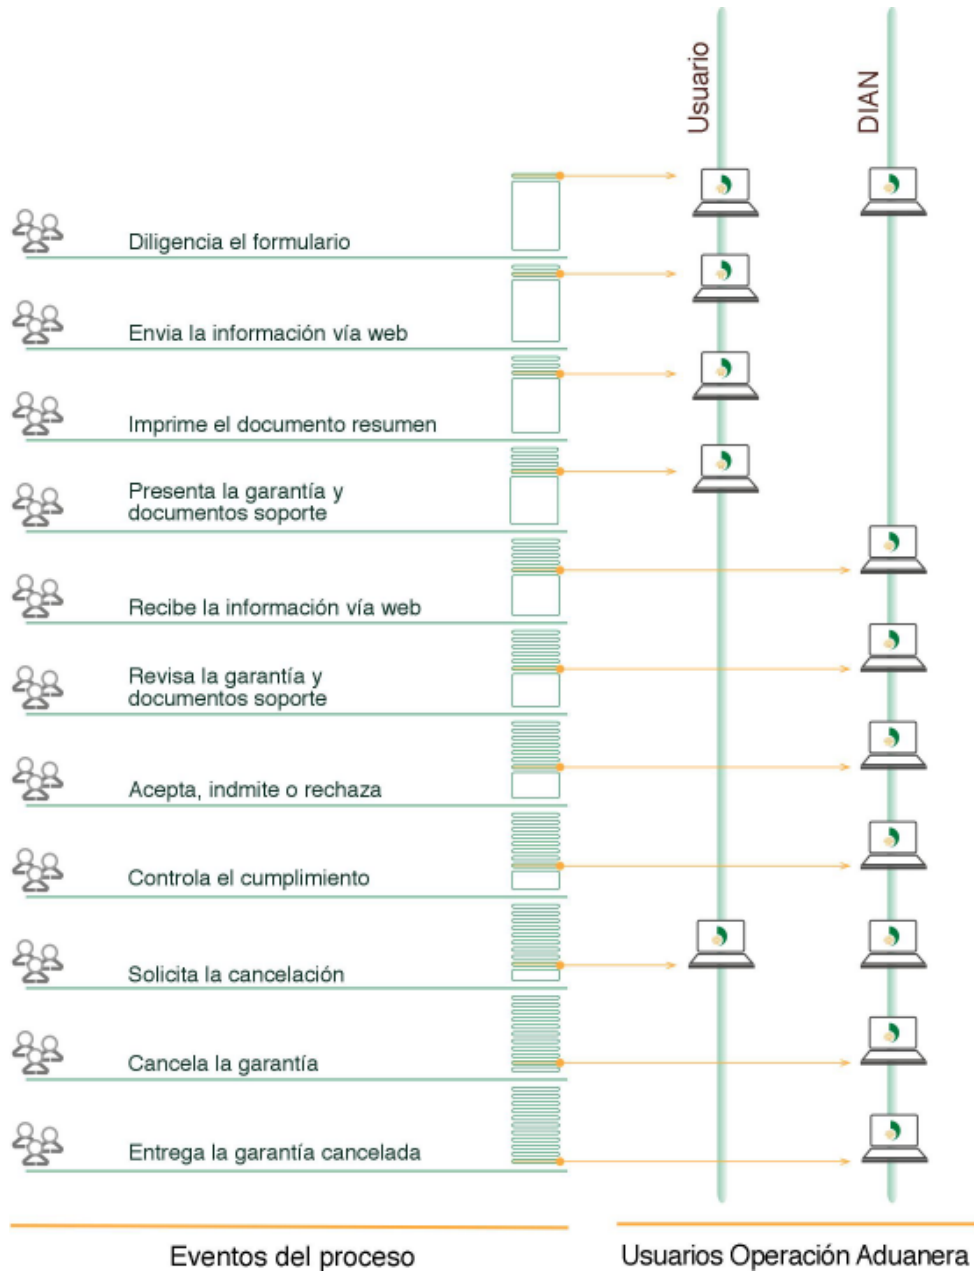 Usuario
DIAN
Diligencia el formulario
Envia la información vía web
Imprime el documento resumen
Presenta la garantía y
documentos soporte
Recibe la información vía web
Revisa la garantía y
documentos soporte
Acepta, indmite o rechaza
Controla el cumplimiento
Solicita la cancelación
Cancela la garantía
Entrega la garantía cancelada
Eventos del proceso
Usuarios Operación Aduanera